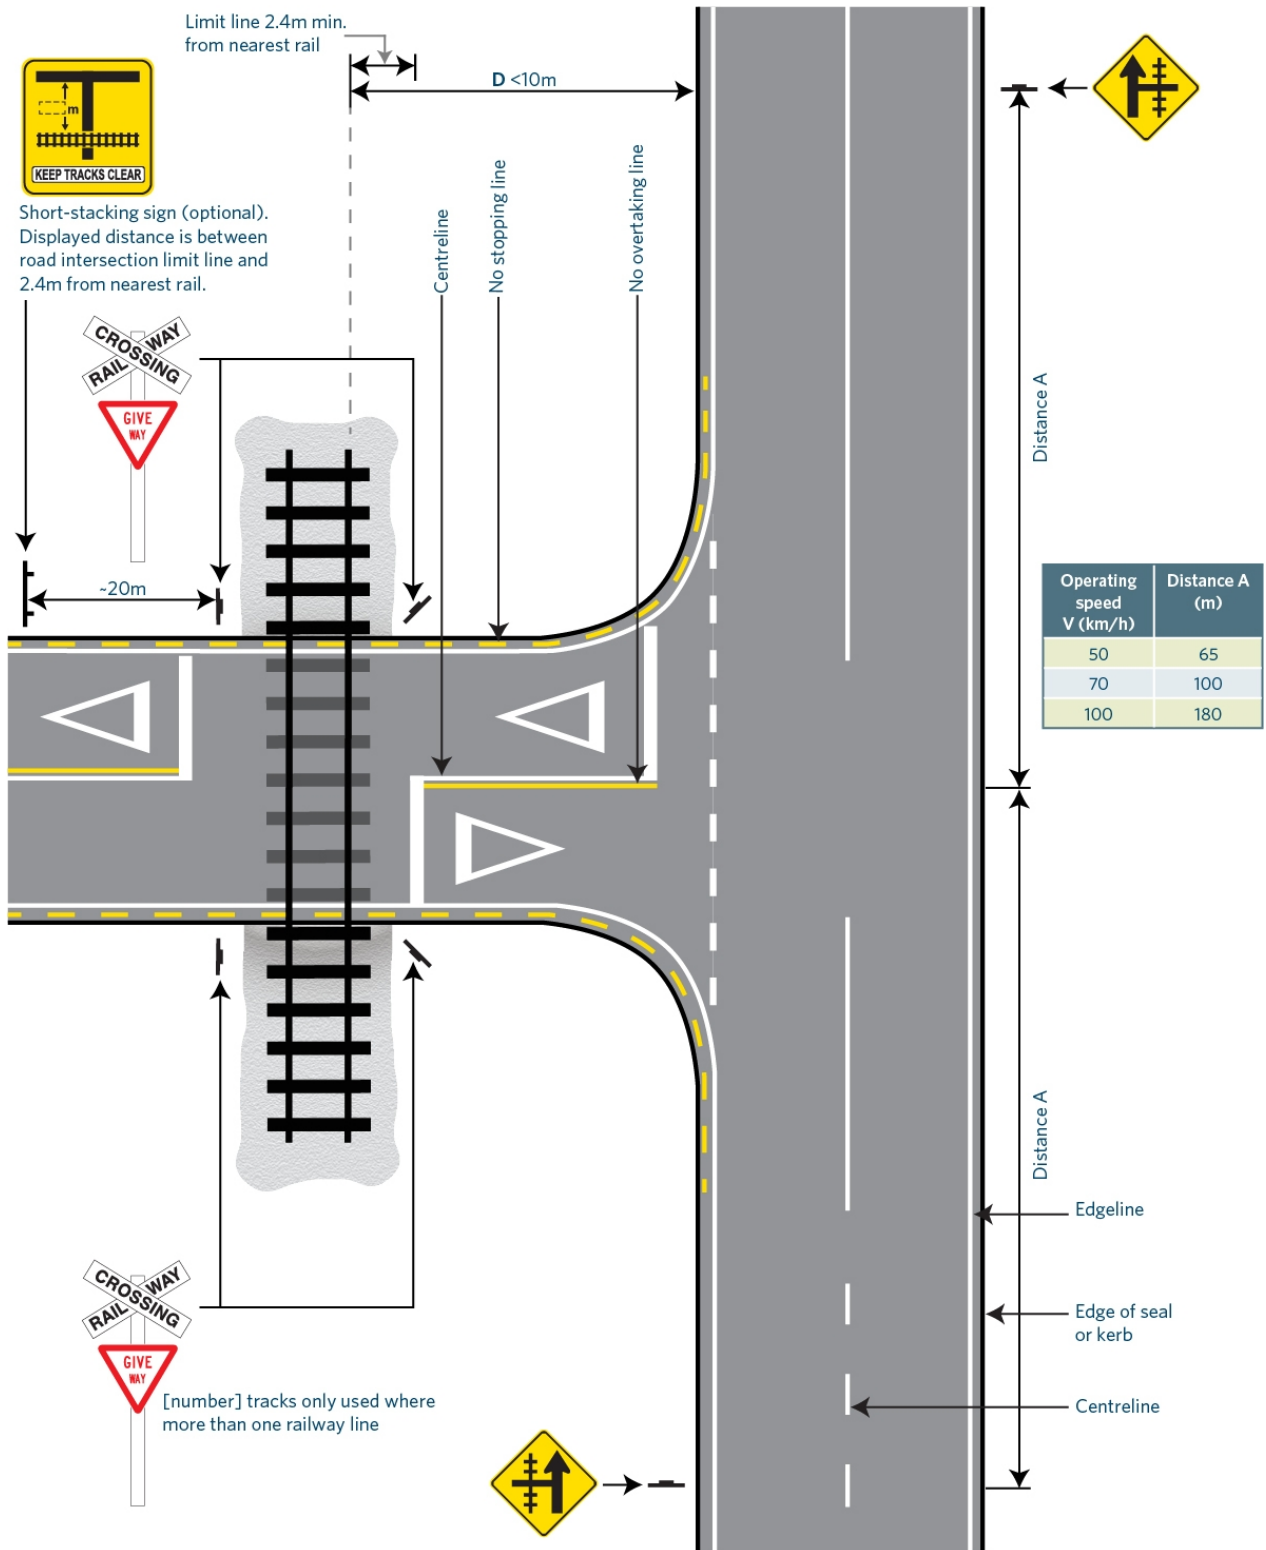 Limit line 2.4m min.
from nearest rail
D <10m
m
KEEP TRACKS CLEAR
Short-stacking sign (optional).
Displayed distance is between
road intersection limit line and
2.4m from nearest rail.
Centreline
No stopping line
No overtaking line
RAILWAY
CROSSING
GIVE
WAY
~20m
Distance A
Operating
speed
V (km/h)
Distance A
(m)
50 65
70 100
100 180
Distance A
Edgeline
Edge of seal
or kerb
Centreline
RAILWAY
CROSSING
GIVE
WAY
[number] tracks only used where
more than one railway line